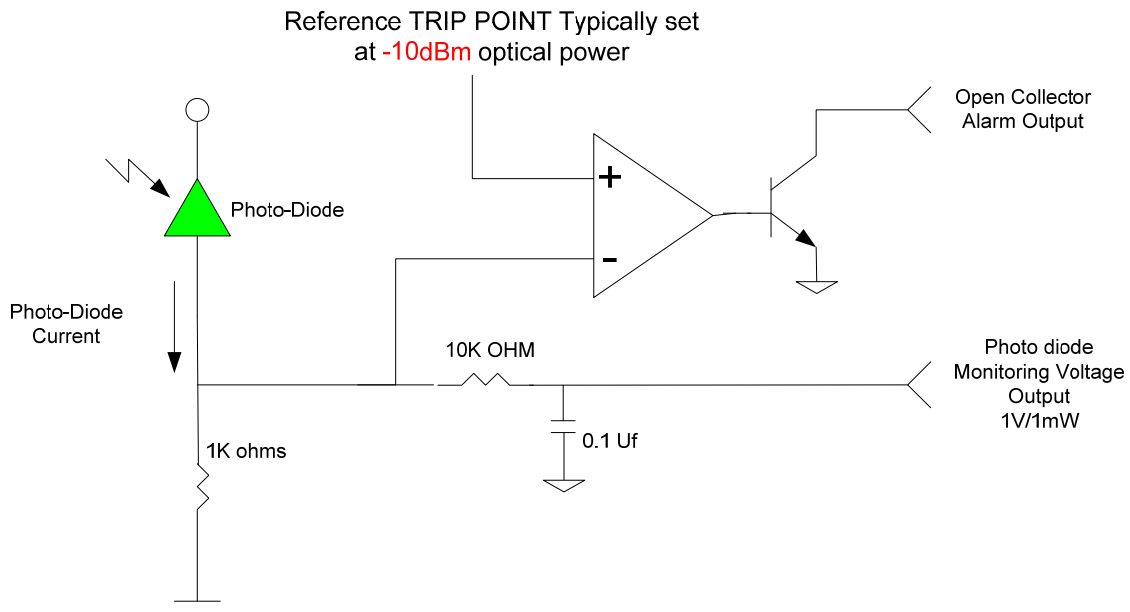 Reference TRIP POINT Typically set
at -10dBm optical power
Open Collector
Alarm Output
+
-
Photo-Diode
Photo-Diode
Current
10K OHM
Photo diode
Monitoring Voltage
Output
1V/1mW
1K ohms
0.1 Uf